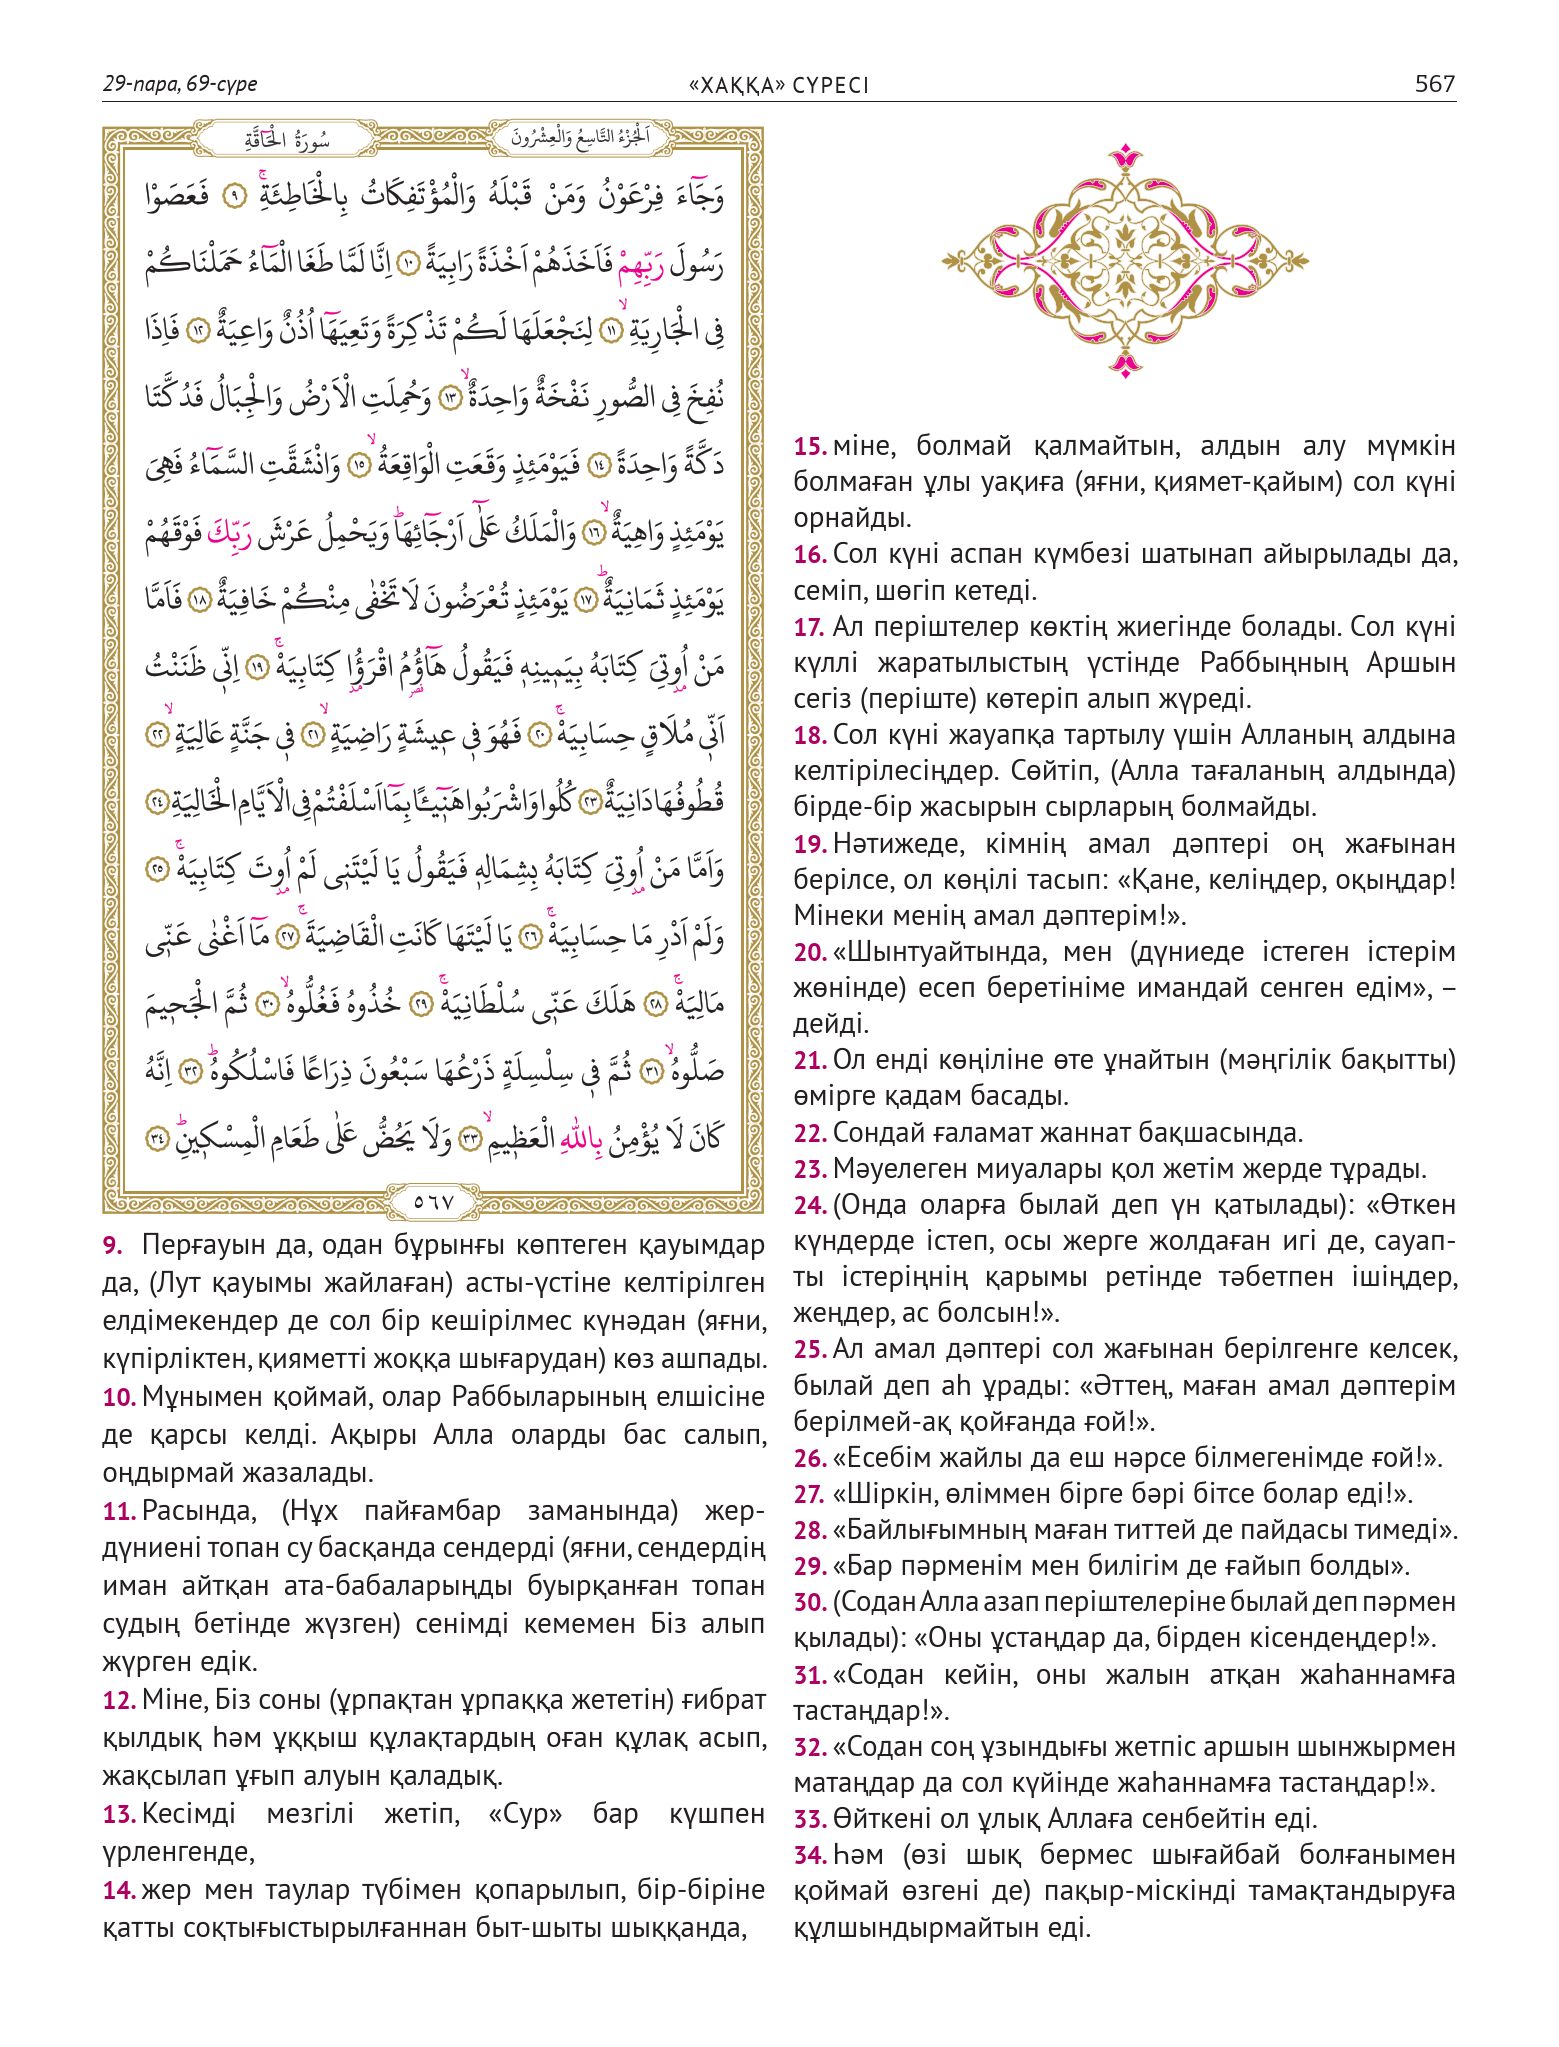 29-пара, 69-сүре
«ХАҚҚА» СҮРЕСІ
567
اَلْجُزْءُ التَّاسِعُ وَالْعِشْرُونَ
سُورَةُ الْحَاقَّةِ
وَجَٓاءَ فِرْعَوْنُ وَمَنْ قَبْلَهُ وَالْمُؤْتَفِكَاتُ بِالْخَاطِئَةِۚ ﴿٩﴾ فَعَصَوْا
رَسُولَ رَبِّهِمْ فَاَخَذَهُمْ اَخْذَةً رَابِيَةً ﴿١٠﴾ اِنَّا لَمَّا طَغَا الْمَٓاءُ حَمَلْنَاكُمْ
فِي الْجَارِيَةِۙ ﴿١١﴾ لِنَجْعَلَهَا لَكُمْ تَذْكِرَةً وَتَعِيَهَٓا اُذُنٌ وَاعِيَةٌ ﴿١٢﴾ فَاِذَا
نُفِخَ فِي الصُّورِ نَفْخَةٌ وَاحِدَةٌۙ ﴿١٣﴾ وَحُمِلَتِ الْاَرْضُ وَالْجِبَالُ فَدُكَّتَا
دَكَّةً وَاحِدَةً ﴿١٤﴾ فَيَوْمَئِذٍ وَقَعَتِ الْوَاقِعَةُۙ ﴿١٥﴾ وَانْشَقَّتِ السَّمَٓاءُ فَهِيَ
يَوْمَئِذٍ وَاهِيَةٌۙ ﴿١٦﴾ وَالْمَلَكُ عَلٰٓى اَرْجَٓائِهَاۜ وَيَحْمِلُ عَرْشَ رَبِّكَ فَوْقَهُمْ
يَوْمَئِذٍ ثَمَانِيَةٌۜ ﴿١٧﴾ يَوْمَئِذٍ تُعْرَضُونَ لَا تَخْفٰى مِنْكُمْ خَافِيَةٌ ﴿١٨﴾ فَاَمَّا
مَنْ اُو۫تِيَ كِتَابَهُ بِيَم۪ينِه۪ فَيَقُولُ هَٓاؤُ۬مُ اقْرَؤُ۫ا كِتَابِيَهْۚ ﴿١٩﴾ اِنّ۪ي ظَنَنْتُ
اَنّ۪ي مُلَاقٍ حِسَابِيَهْۚ ﴿٢٠﴾ فَهُوَ ف۪ي ع۪يشَةٍ رَاضِيَةٍۙ ﴿٢١﴾ ف۪ي جَنَّةٍ عَالِيَةٍۙ ﴿٢٢﴾
قُطُوفُهَا دَانِيَةٌ ﴿٢٣﴾ كُلُوا وَاشْرَبُوا هَن۪ٓيـًٔا بِمَٓا اَسْلَفْتُمْ فِي الْاَيَّامِ الْخَالِيَةِ ﴿٢٤﴾
وَاَمَّا مَنْ اُو۫تِيَ كِتَابَهُ بِشِمَالِه۪ فَيَقُولُ يَا لَيْتَن۪ي لَمْ اُو۫تَ كِتَابِيَهْۚ ﴿٢٥﴾
وَلَمْ اَدْرِ مَا حِسَابِيَهْۚ ﴿٢٦﴾ يَا لَيْتَهَا كَانَتِ الْقَاضِيَةَۚ ﴿٢٧﴾ مَٓا اَغْنٰى عَنّ۪ي
مَالِيَهْۚ ﴿٢٨﴾ هَلَكَ عَنّ۪ي سُلْطَانِيَهْۚ ﴿٢٩﴾ خُذُوهُ فَغُلُّوهُۙ ﴿٣٠﴾ ثُمَّ الْجَح۪يمَ
صَلُّوهُۙ ﴿٣١﴾ ثُمَّ ف۪ي سِلْسِلَةٍ ذَرْعُهَا سَبْعُونَ ذِرَاعًا فَاسْلُكُوهُۜ ﴿٣٢﴾ اِنَّهُ
كَانَ لَا يُؤْمِنُ بِاللّٰهِ الْعَظ۪يمِۙ ﴿٣٣﴾ وَلَا يَحُضُّ عَلٰى طَعَامِ الْمِسْك۪ينِۜ ﴿٣٤﴾
٥٦٧
9. Перғауын да, одан бұрынғы көптеген қауымдар
да, (Лут қауымы жайлаған) асты-үстіне келтірілген
елдімекендер де сол бір кешірілмес күнәдан (яғни,
күпірліктен, қияметті жоққа шығарудан) көз ашпады.
10. Мұнымен қоймай, олар Раббыларының елшісіне
де қарсы келді. Ақыры Алла оларды бас салып,
оңдырмай жазалады.
11. Расында, (Нұх пайғамбар заманында) жер-
дүниені топан су басқанда сендерді (яғни, сендердің
иман айтқан ата-бабаларыңды буырқанған топан
судың бетінде жүзген) сенімді кемемен Біз алып
жүрген едік.
12. Міне, Біз соны (ұрпақтан ұрпаққа жететін) ғибрат
қылдық һәм ұққыш құлақтардың оған құлақ асып,
жақсылап ұғып алуын қаладық.
13. Кесімді мезгілі жетіп, «Сур» бар күшпен
үрленгенде,
14. жер мен таулар түбімен қопарылып, бір-біріне
қатты соқтығыстырылғаннан быт-шыты шыққанда,
15. міне, болмай қалмайтын, алдын алу мүмкін
болмаған ұлы уақиға (яғни, қиямет-қайым) сол күні
орнайды.
16. Сол күні аспан күмбезі шатынап айырылады да,
семіп, шөгіп кетеді.
17. Ал періштелер көктің жиегінде болады. Сол күні
күллі жаратылыстың үстінде Раббыңның Аршын
сегіз (періште) көтеріп алып жүреді.
18. Сол күні жауапқа тартылу үшін Алланың алдына
келтірілесіңдер. Сөйтіп, (Алла тағаланың алдында)
бірде-бір жасырын сырларың болмайды.
19. Нәтижеде, кімнің амал дәптері оң жағынан
берілсе, ол көңілі тасып: «Қане, келіңдер, оқыңдар!
Мінеки менің амал дәптерім!».
20. «Шынтуайтында, мен (дүниеде істеген істерім
жөнінде) есеп беретініме имандай сенген едім», –
дейді.
21. Ол енді көңіліне өте ұнайтын (мәңгілік бақытты)
өмірге қадам басады.
22. Сондай ғаламат жаннат бақшасында.
23. Мәуелеген миуалары қол жетім жерде тұрады.
24. (Онда оларға былай деп үн қатылады): «Өткен
күндерде істеп, осы жерге жолдаған игі де, сауап-
ты істеріңнің қарымы ретінде тәбетпен ішіңдер,
жеңдер, ас болсын!».
25. Ал амал дәптері сол жағынан берілгенге келсек,
былай деп аһ ұрады: «Әттең, маған амал дәптерім
берілмей-ақ қойғанда ғой!».
26. «Есебім жайлы да еш нәрсе білмегенімде ғой!».
27. «Шіркін, өліммен бірге бәрі бітсе болар еді!».
28. «Байлығымның маған титтей де пайдасы тимеді».
29. «Бар пәрменім мен билігім де ғайып болды».
30. (Содан Алла азап періштелеріне былай деп пәрмен
қылады): «Оны ұстаңдар да, бірден кісендеңдер!».
31. «Содан кейін, оны жалын атқан жаһаннамға
тастаңдар!».
32. «Содан соң ұзындығы жетпіс аршын шынжырмен
матаңдар да сол күйінде жаһаннамға тастаңдар!».
33. Өйткені ол ұлық Аллаға сенбейтін еді.
34. Һәм (өзі шық бермес шығайбай болғанымен
қоймай өзгені де) пақыр-міскінді тамақтандыруға
құлшындырмайтын еді.